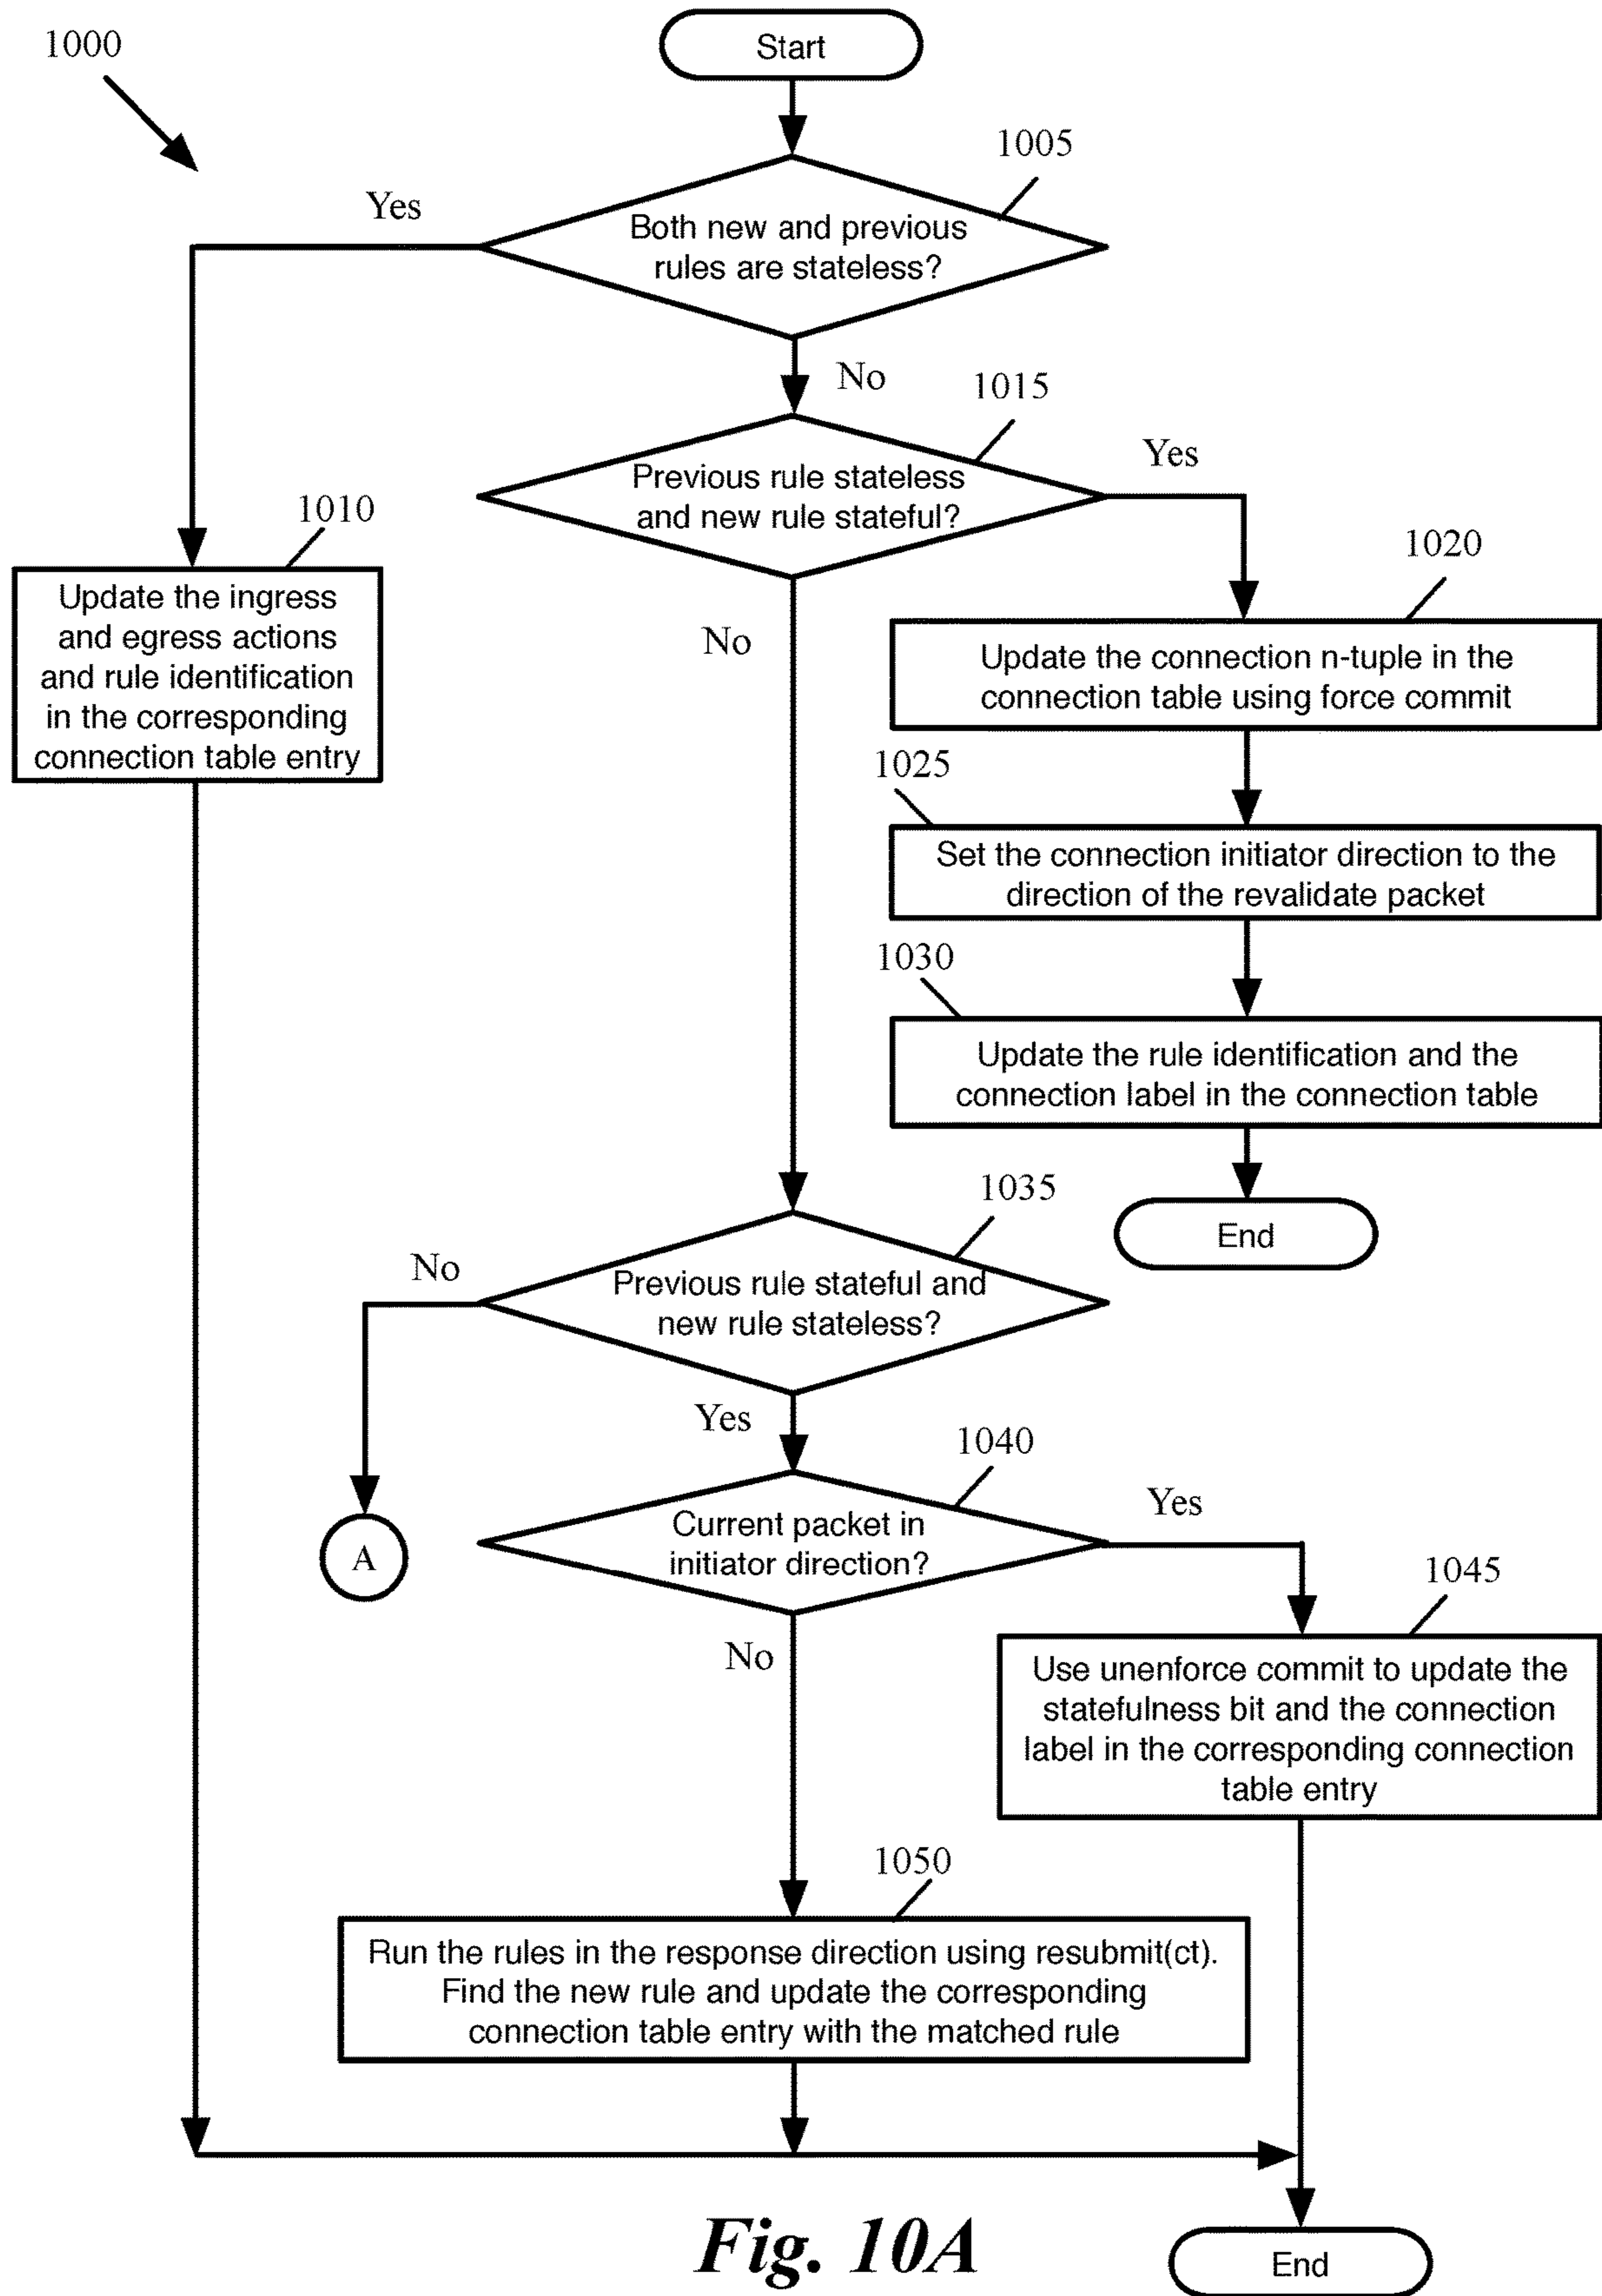 1000
Start
1005
Yes
Both new and previous
rules are stateless?
No
1015
Yes
Previous rule stateless
and new rule stateful?
1010
Update the ingress
and egress actions
and rule identification
in the corresponding
connection table entry
No
1020
Update the connection n-tuple in the
connection table using force commit
1025
Set the connection initiator direction to the
direction of the revalidate packet
1030
Update the rule identification and the
connection label in the connection table
End
1035
No
Previous rule stateful and
new rule stateless?
Yes
1040
Yes
Current packet in
initiator direction?
A
No
1045
Use unenforce commit to update the
statefulness bit and the connection
label in the corresponding connection
table entry
1050
Run the rules in the response direction using resubmit(ct).
Find the new rule and update the corresponding
connection table entry with the matched rule
Fig. 10A
End